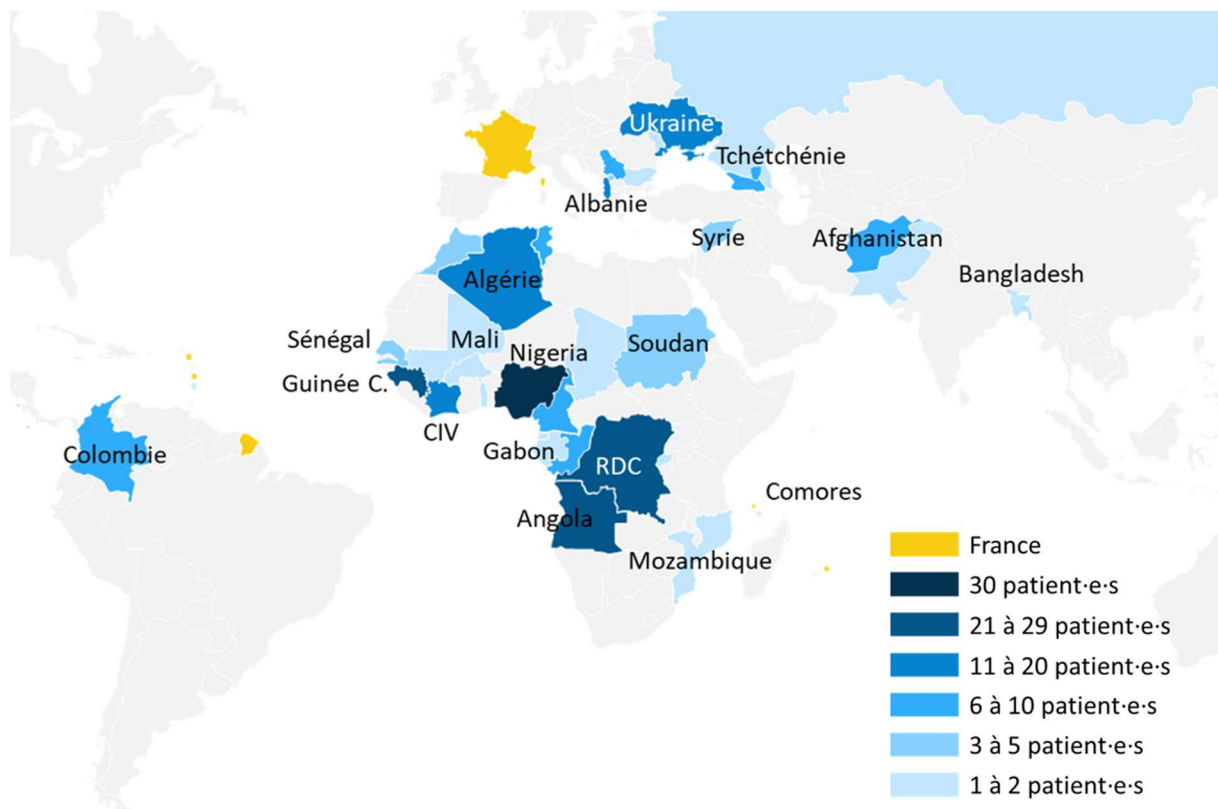 Ukraine
Tchétchénie
Albanie
Syrie
Afghanistan
Bangladesh
Algérie
Sénégal
Mali
Nigeria
Soudan
Guinée C.
CIV
Colombie
Gabon
RDC
Comores
Angola
Mozambique
France
30 patient·e·s
21 à 29 patient·e·s
11 à 20 patient·e·s
6 à 10 patient·e·s
3 à 5 patient·e·s
1 à 2 patient·e·s